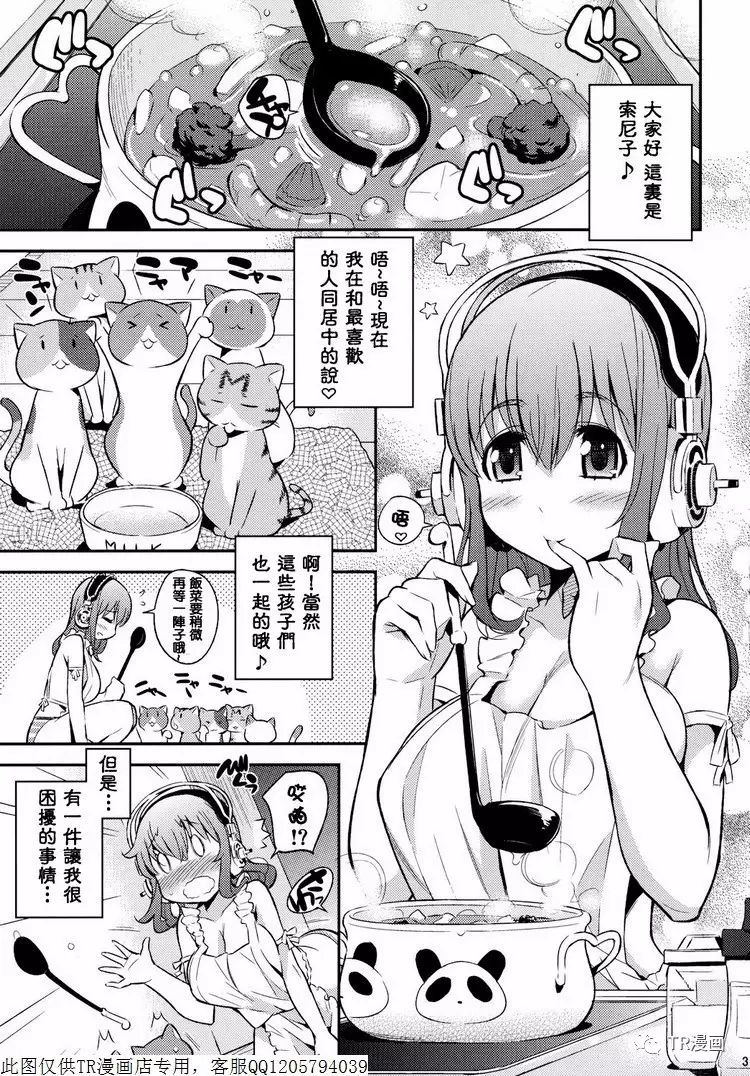 大家好 這裏是
索尼子♪
唔~唔~現在
我在和最喜歡
的人同居中的說♡
唔♡
MILK
啊！當然
這些孩子們
也一起的哦♪
飯菜要稍微
再等一陣子哦~
但是…
有一件讓我很
困擾的事情…
哎哟!?
TR漫画
3
此图仅供TR漫画店专用，客服QQ1205794039